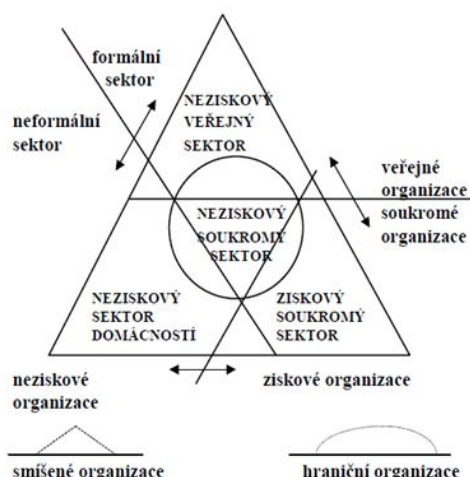 formální
sektor
neformální
sektor
NEZISKOVÝ
VEŘEJNÝ
SEKTOR
veřejné
organizace
soukromé
organizace
NEZISKOVÝ
SOUKROMÝ
SEKTOR
NEZISKOVÝ
SEKTOR
DOMÁCNOSTÍ
ZISKOVÝ
SOUKROMÝ
SEKTOR
neziskové
organizace
ziskové organizace
smíšené organizace
hraniční organizace